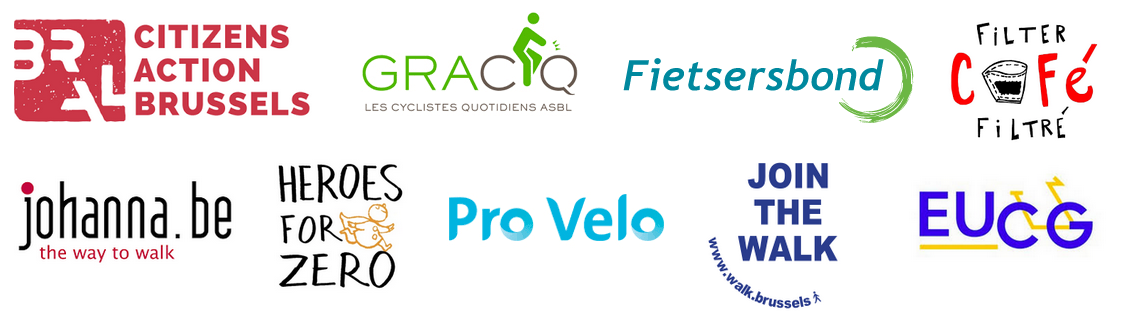 BRAL
CITIZENS
ACTION
BRUSSELS
GRACQ
LES CYCLISTES QUOTIDIENS ASBL
Fietsersbond
FiLTER
CaFé
FiLTRÉ
johanna.be
the way to walk
HEROES
FOR
ZERO
Pro Velo
JOIN
THE
WALK
www.walk.brussels
EUCG